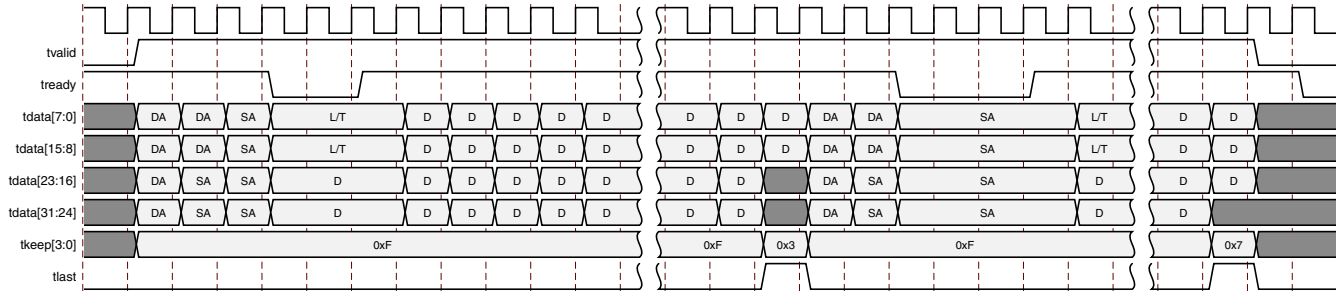 tvalid
tready
tdata[7:0] DA DA SA L/T D D D D D D D D DA DA SA L/T D D
tdata[15:8] DA DA SA L/T D D D D D D D D DA DA SA L/T D D
tdata[23:16] DA SA SA D D D D D D D D DA SA SA D D D
tdata[31:24] DA SA SA D D D D D D D D DA SA SA D D
tkeep[3:0] 0xF 0xF 0x3 0xF 0x7
tlast